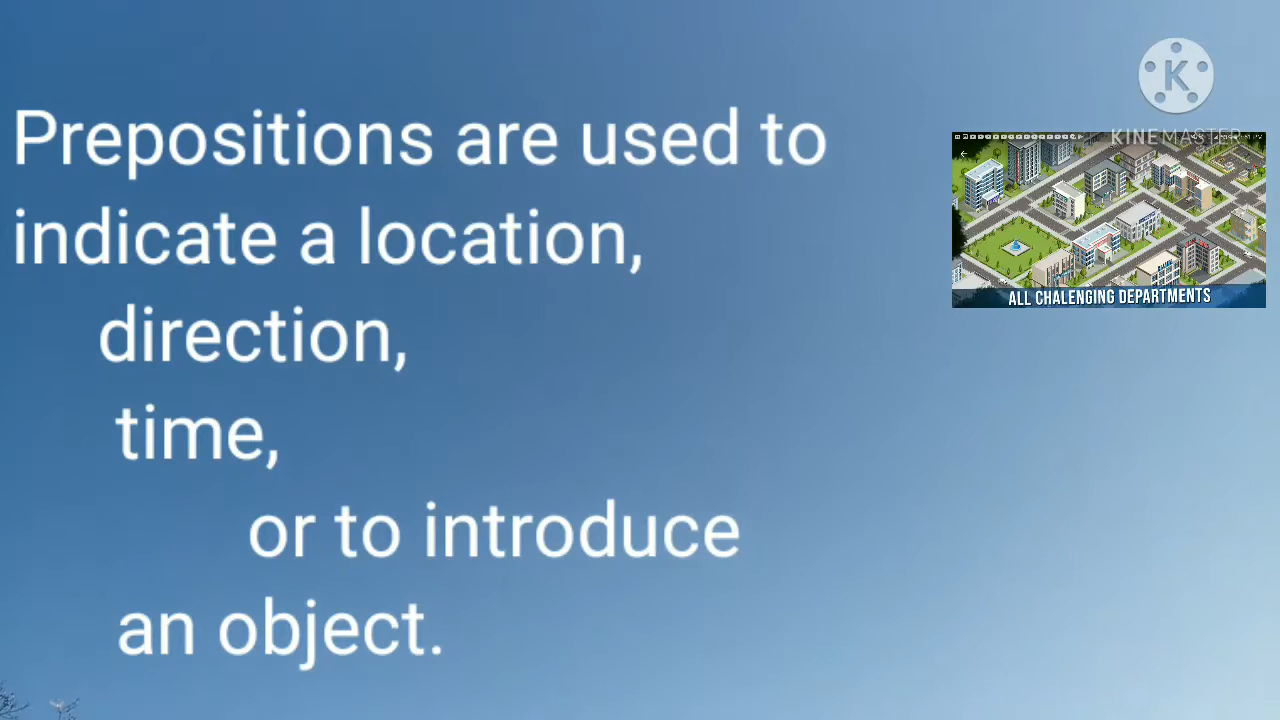 Prepositions are used to
indicate a location,
direction,
time,
or to introduce
an object.
K
KINEMASTER
ALL CHALENGING DEPARTMENTS